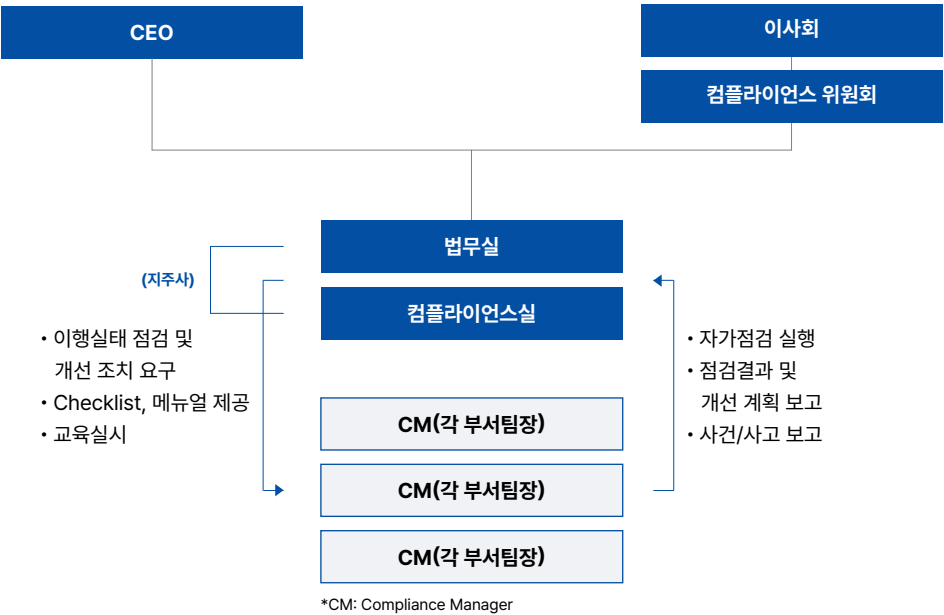 CEO
이사회
컴플라이언스 위원회
법무실
(지주사)
컴플라이언스실
• 이행실태 점검 및
개선 조치 요구
• Checklist, 메뉴얼 제공
• 교육실시
• 자가점검 실행
• 점검결과 및
개선 계획 보고
• 사건/사고 보고
CM(각 부서팀장)
CM(각 부서팀장)
CM(각 부서팀장)
*CM: Compliance Manager